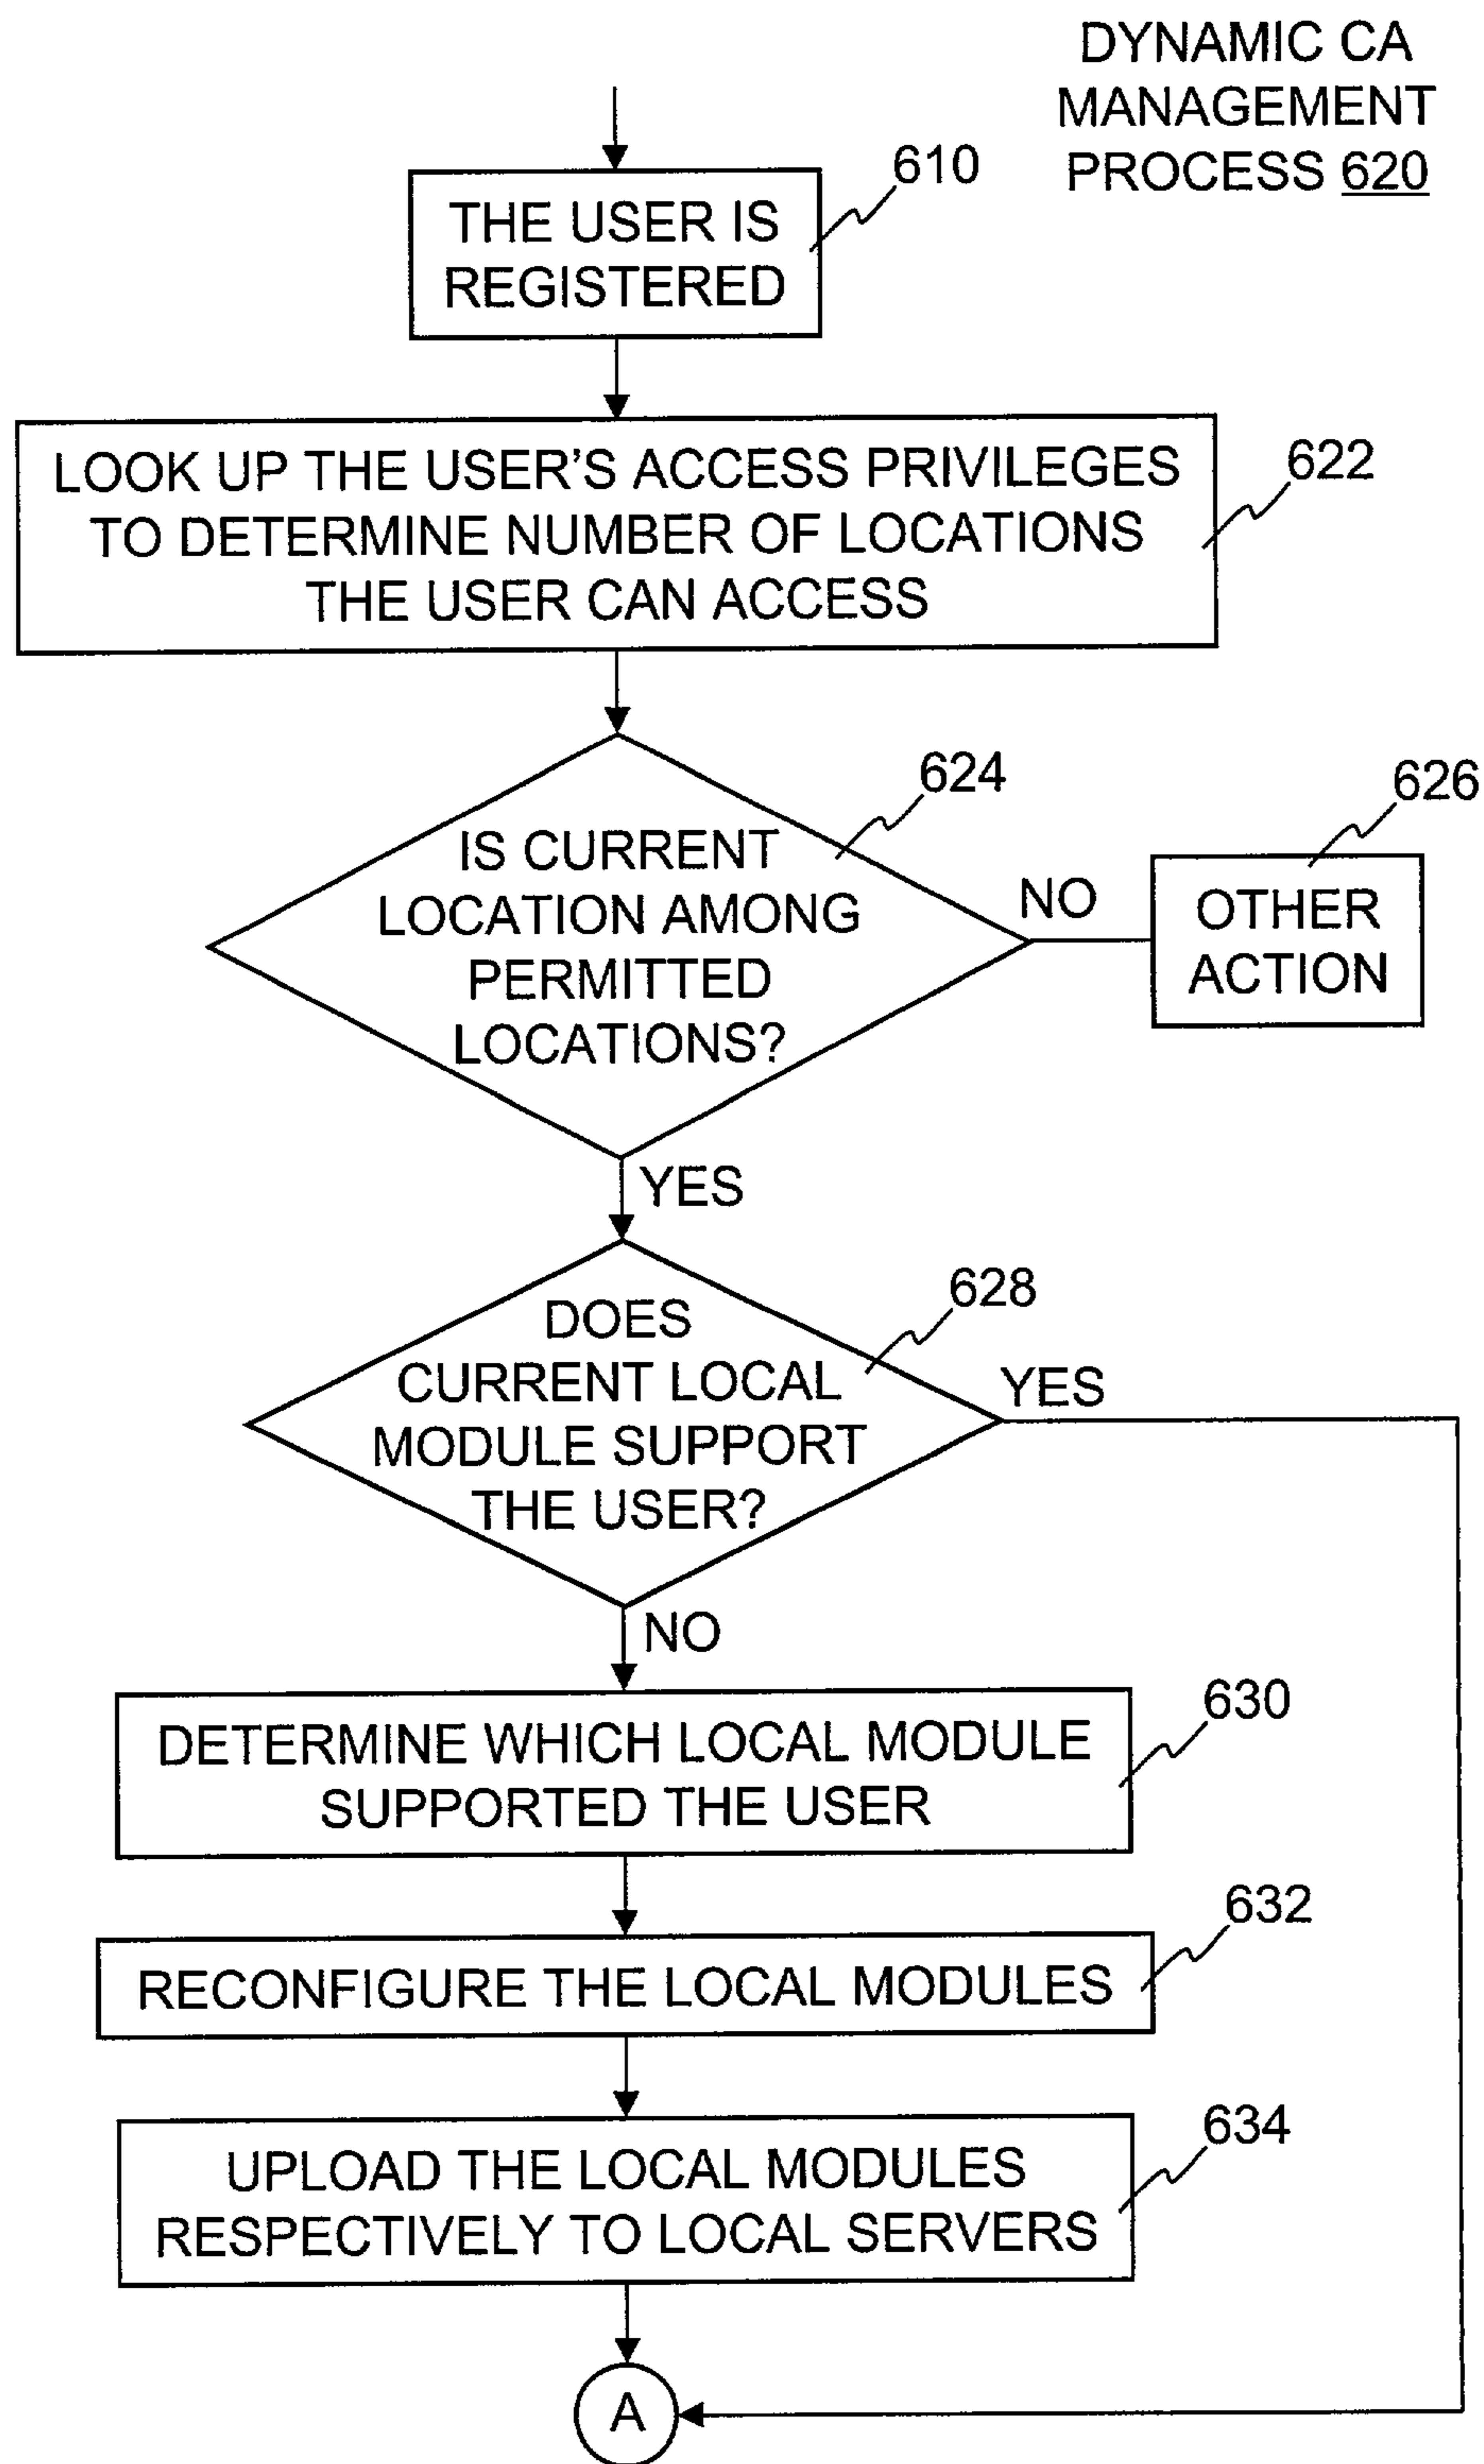 DYNAMIC CA
MANAGEMENT
PROCESS 620
610
THE USER IS
REGISTERED
622
LOOK UP THE USER'S ACCESS PRIVILEGES
TO DETERMINE NUMBER OF LOCATIONS
THE USER CAN ACCESS
624
IS CURRENT
LOCATION AMONG
PERMITTED
LOCATIONS?
NO
626
OTHER
ACTION
YES
628
DOES
CURRENT LOCAL
MODULE SUPPORT
THE USER?
YES
NO
630
DETERMINE WHICH LOCAL MODULE
SUPPORTED THE USER
632
RECONFIGURE THE LOCAL MODULES
634
UPLOAD THE LOCAL MODULES
RESPECTIVELY TO LOCAL SERVERS
A